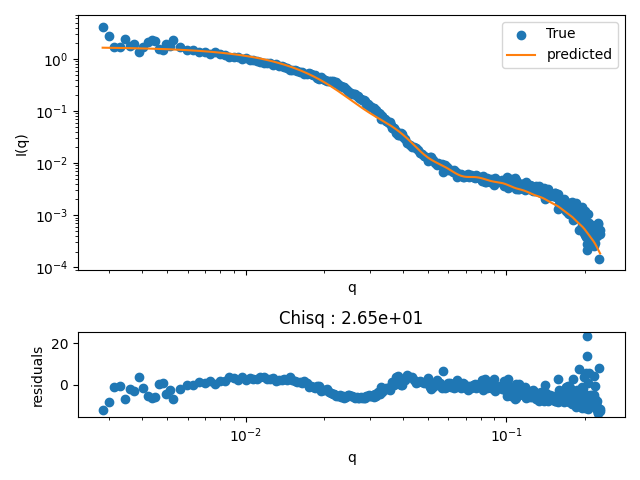 True
predicted
10⁰
10⁻¹
10⁻²
10⁻³
10⁻⁴
I(q)
q
Chisq : 2.65e+01
20
0
residuals
10⁻²
10⁻¹
q